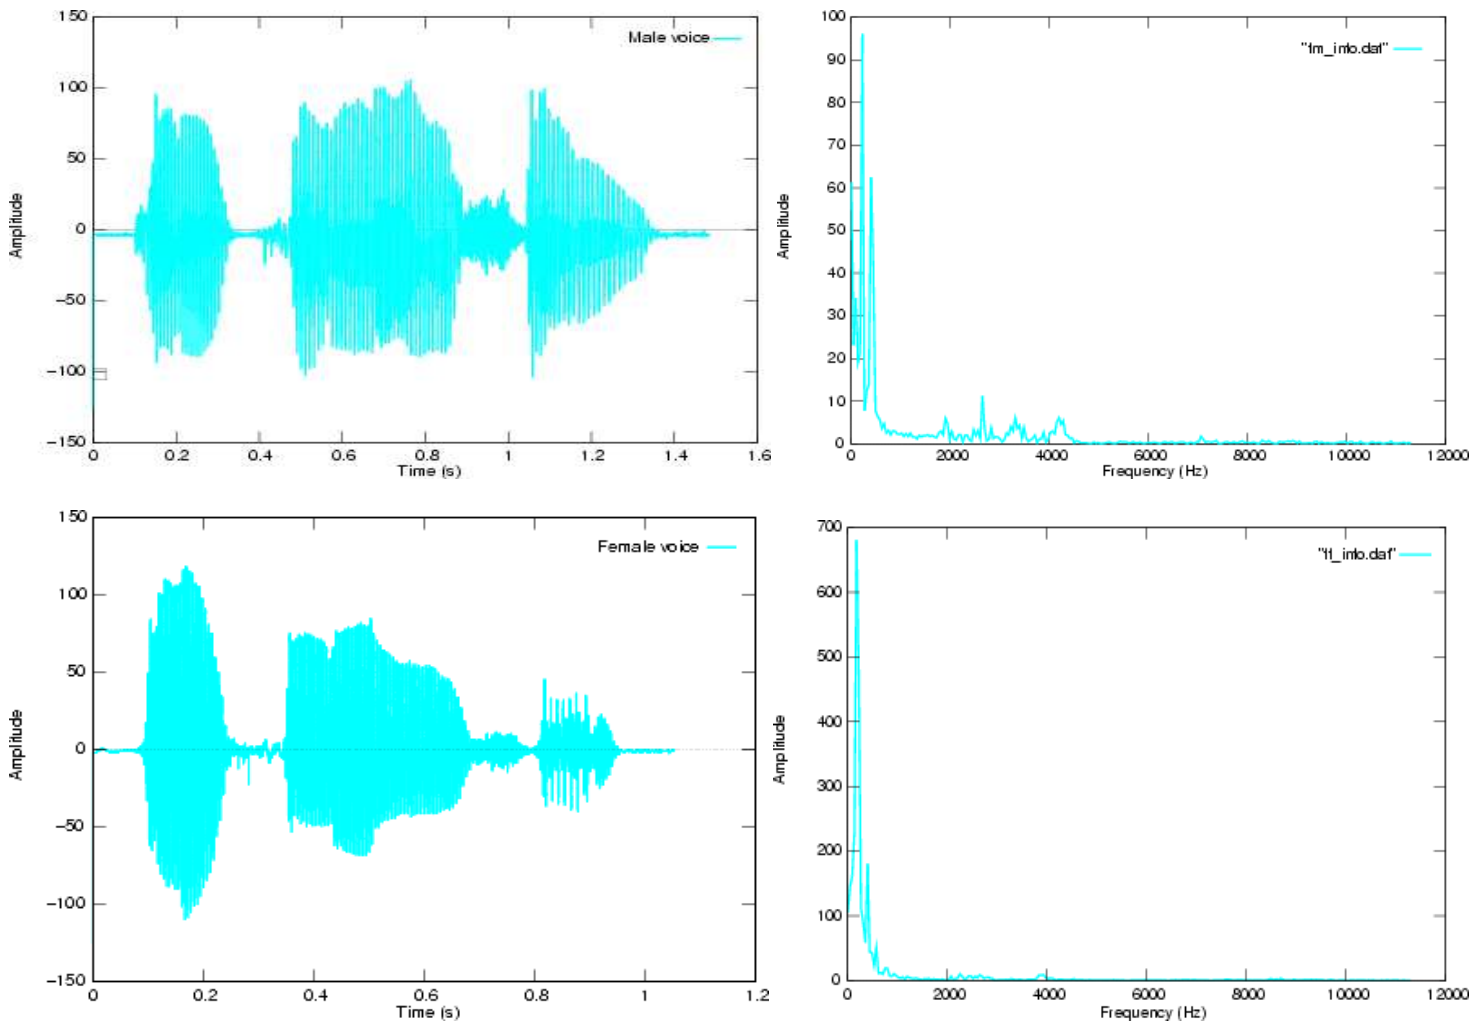 150
100
50
0
−50
−100
−150
Amplitude
Male voice
0 0.2 0.4 0.6 0.8 1 1.2 1.4 1.6
Time (s)
100
90
80
70
60
50
40
30
20
10
0
Amplitude
"tm_info.dat"
0 2000 4000 6000 8000 10000 12000
Frequency (Hz)
150
100
50
0
−50
−100
−150
Amplitude
Female voice
0 0.2 0.4 0.6 0.8 1 1.2
Time (s)
700
600
500
400
300
200
100
0
Amplitude
"tf_info.dat"
0 2000 4000 6000 8000 10000 12000
Frequency (Hz)